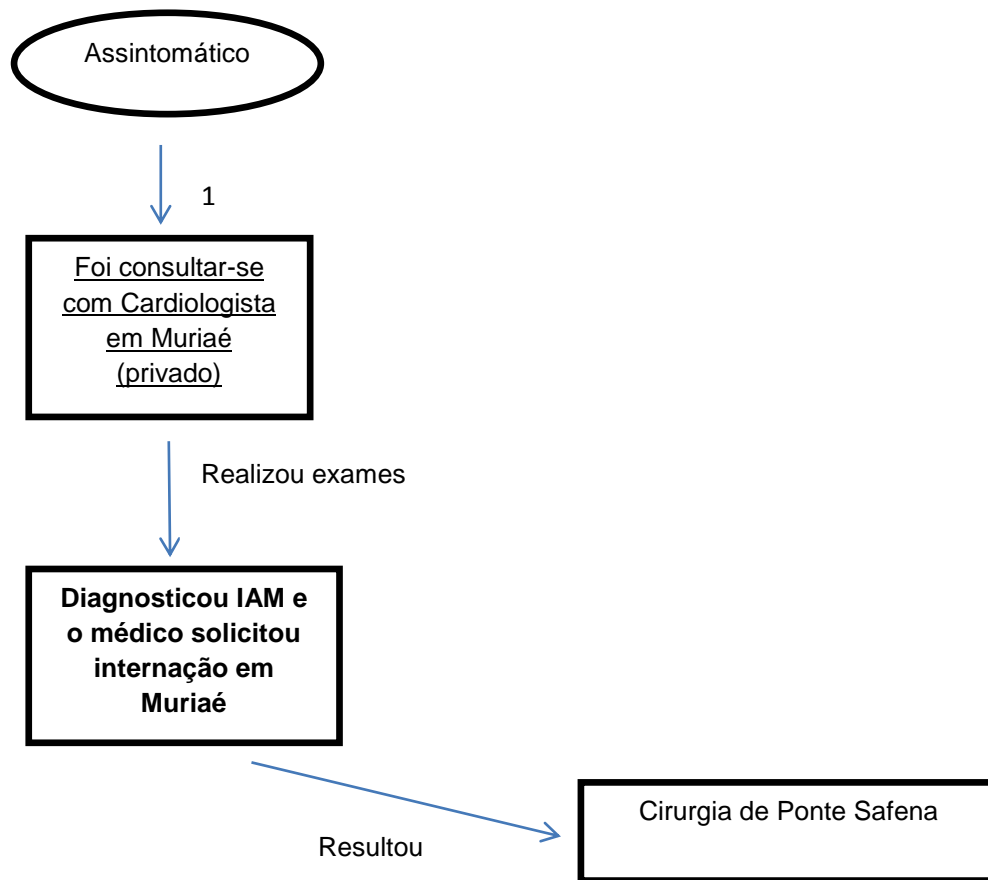 Assintomático
1
Foi consultar-se
com Cardiologista
em Muriaé
(privado)
Realizou exames
Diagnosticou IAM e
o médico solicitou
internação em
Muriaé
Cirurgia de Ponte Safena
Resultou